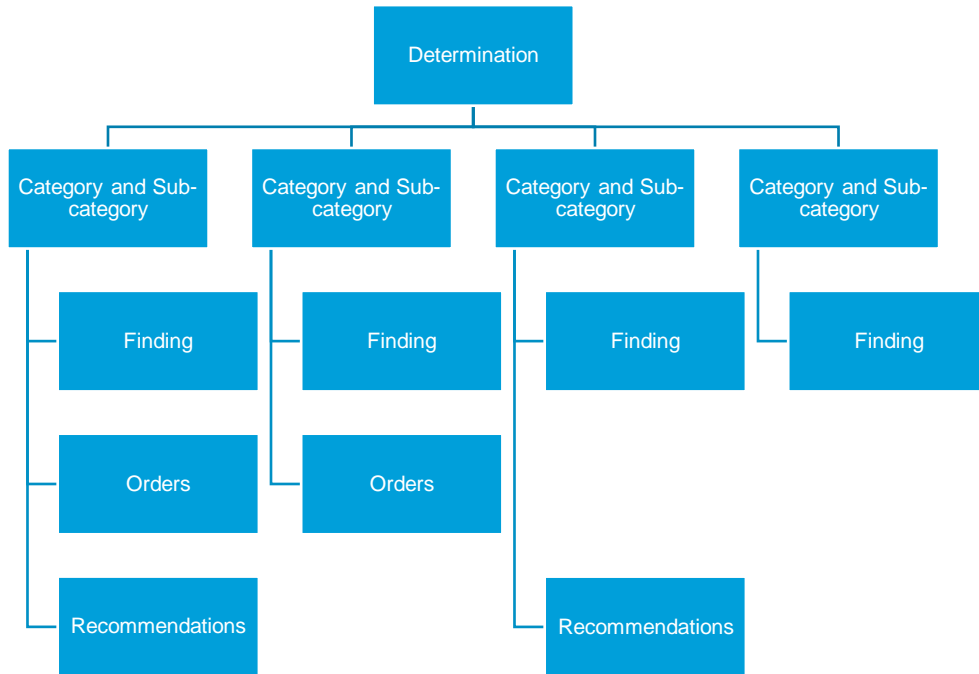 Determination
Category and Sub-
category
Category and Sub-
category
Category and Sub-
category
Category and Sub-
category
Finding
Finding
Finding
Finding
Orders
Orders
Recommendations
Recommendations